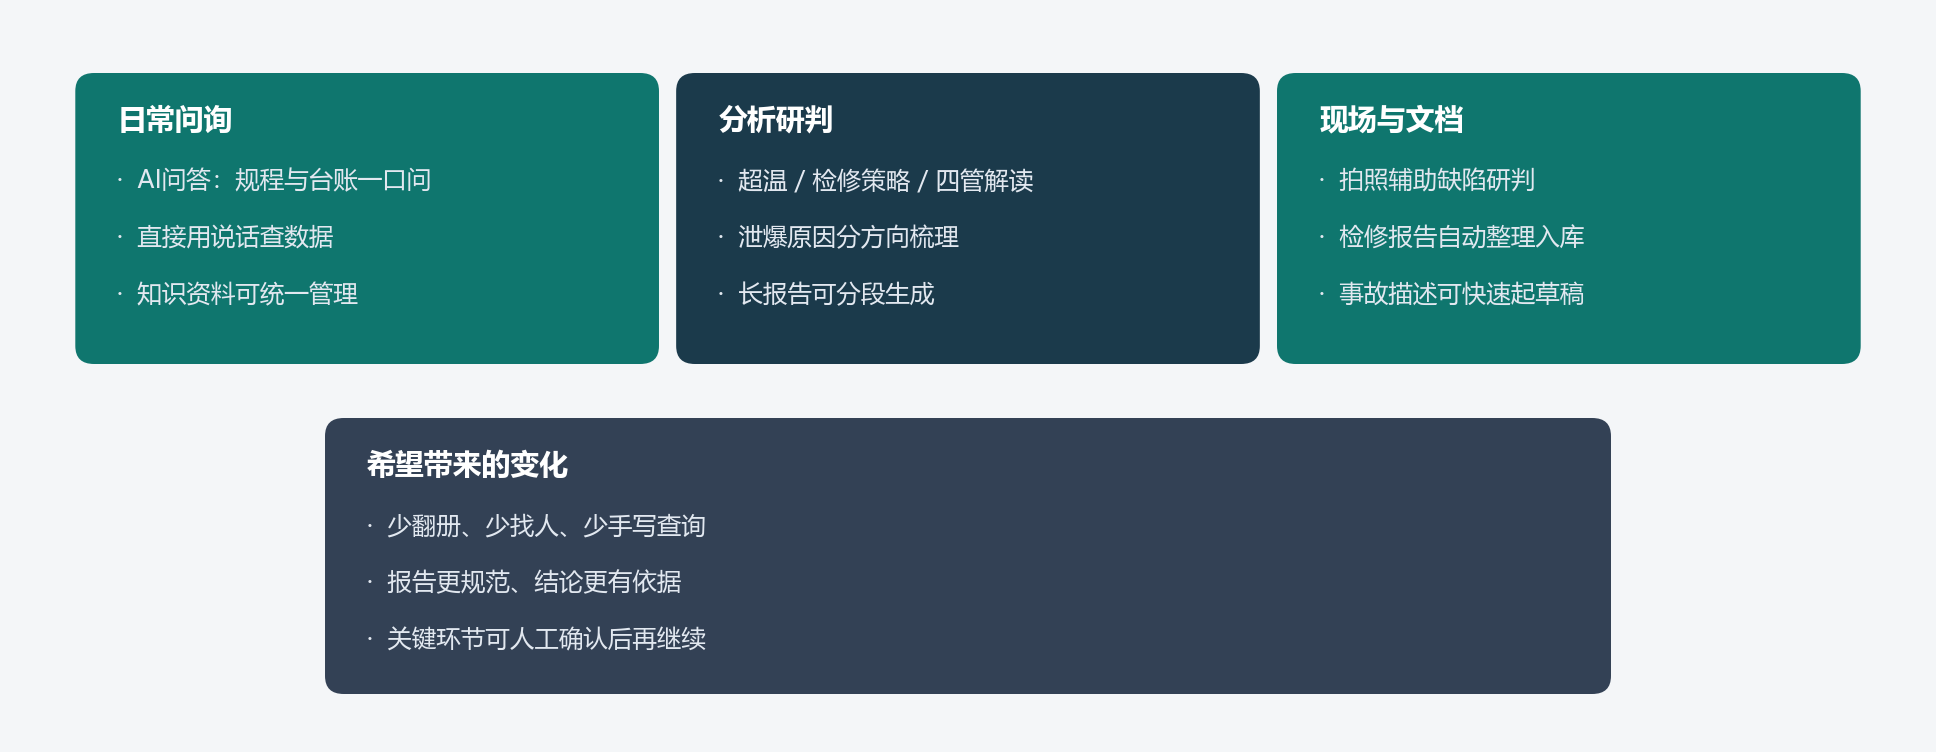 日常问询
· AI问答：规程与台账一口问
· 直接用说话查数据
· 知识资料可统一管理
分析研判
· 超温 / 检修策略 / 四管解读
· 泄爆原因分方向梳理
· 长报告可分段生成
现场与文档
· 拍照辅助缺陷研判
· 检修报告自动整理入库
· 事故描述可快速起草稿
希望带来的变化
· 少翻册、少找人、少手写查询
· 报告更规范、结论更有依据
· 关键环节可人工确认后再继续